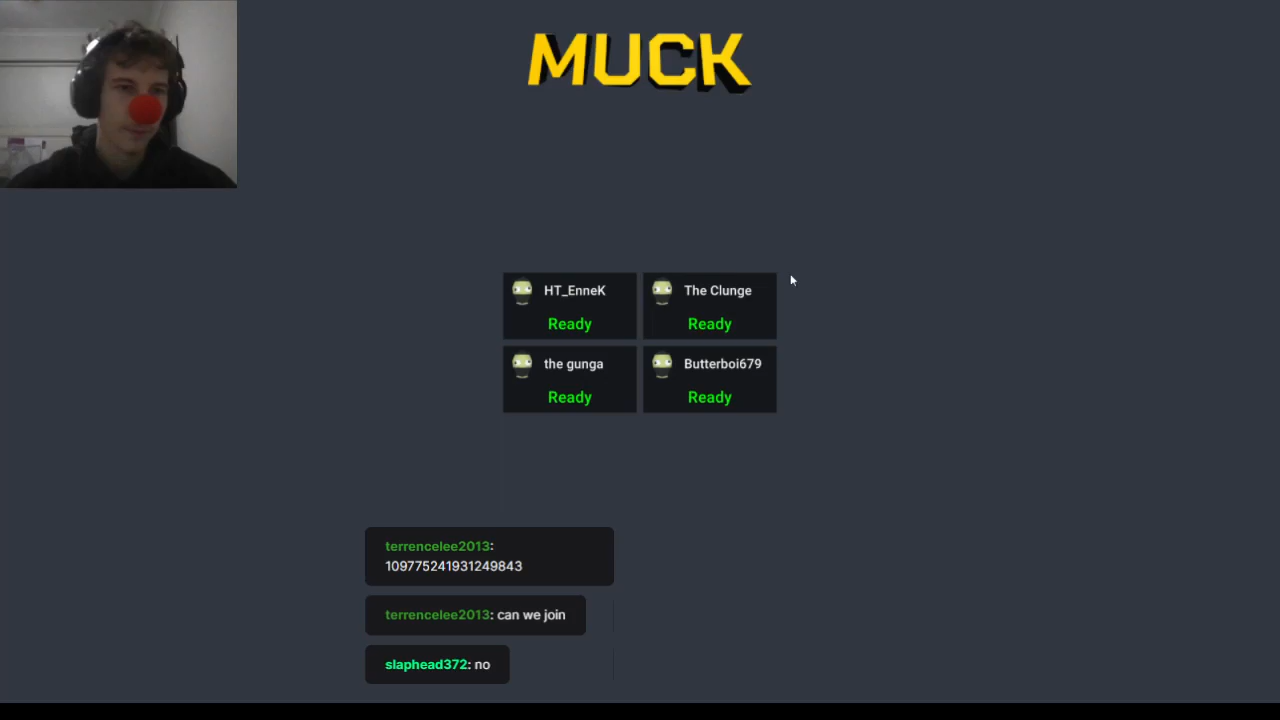 MUCK
HT_EnneK
The Clunge
Ready
Ready
the gunga
Butterboi679
Ready
Ready
terrencelee2013:
109775241931249843
terrencelee2013: can we join
slaphead372: no